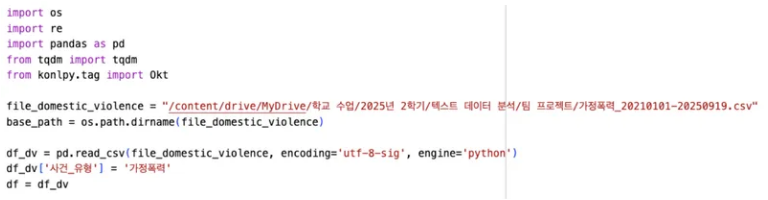 import os
import re
import pandas as pd
from tqdm import tqdm
from konlpy.tag import Okt
file_domestic_violence = "/content/drive/MyDrive/학교 수업/2025년 2학기/텍스트 데이터 분석/팀 프로젝트/가정폭력_20210101-20250919.csv"
base_path = os.path.dirname(file_domestic_violence)
df_dv = pd.read_csv(file_domestic_violence, encoding='utf-8-sig', engine='python')
df_dv['사건_유형'] = '가정폭력'
df = df_dv